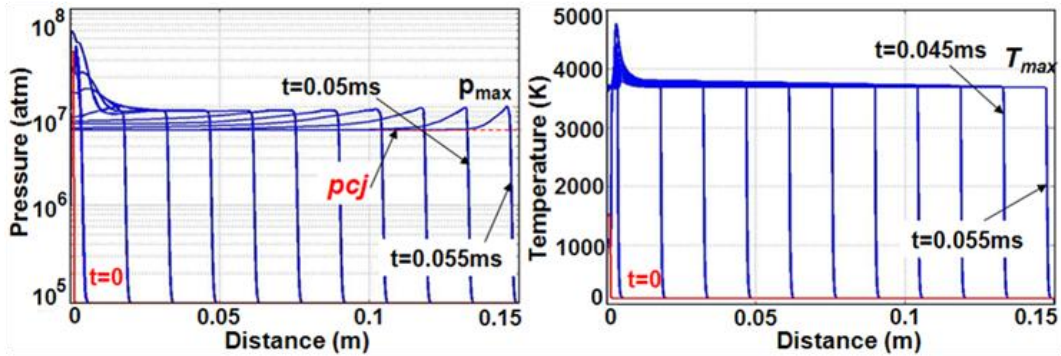 10^8
10^7
10^6
10^5
Pressure (atm)
t=0.05ms
p_max
pcj
t=0.055ms
t=0
0
0.05
0.1
0.15
Distance (m)
5000
4000
3000
2000
1000
0
Temperature (K)
t=0.045ms
T_max
t=0.055ms
t=0
0
0.05
0.1
0.15
Distance (m)